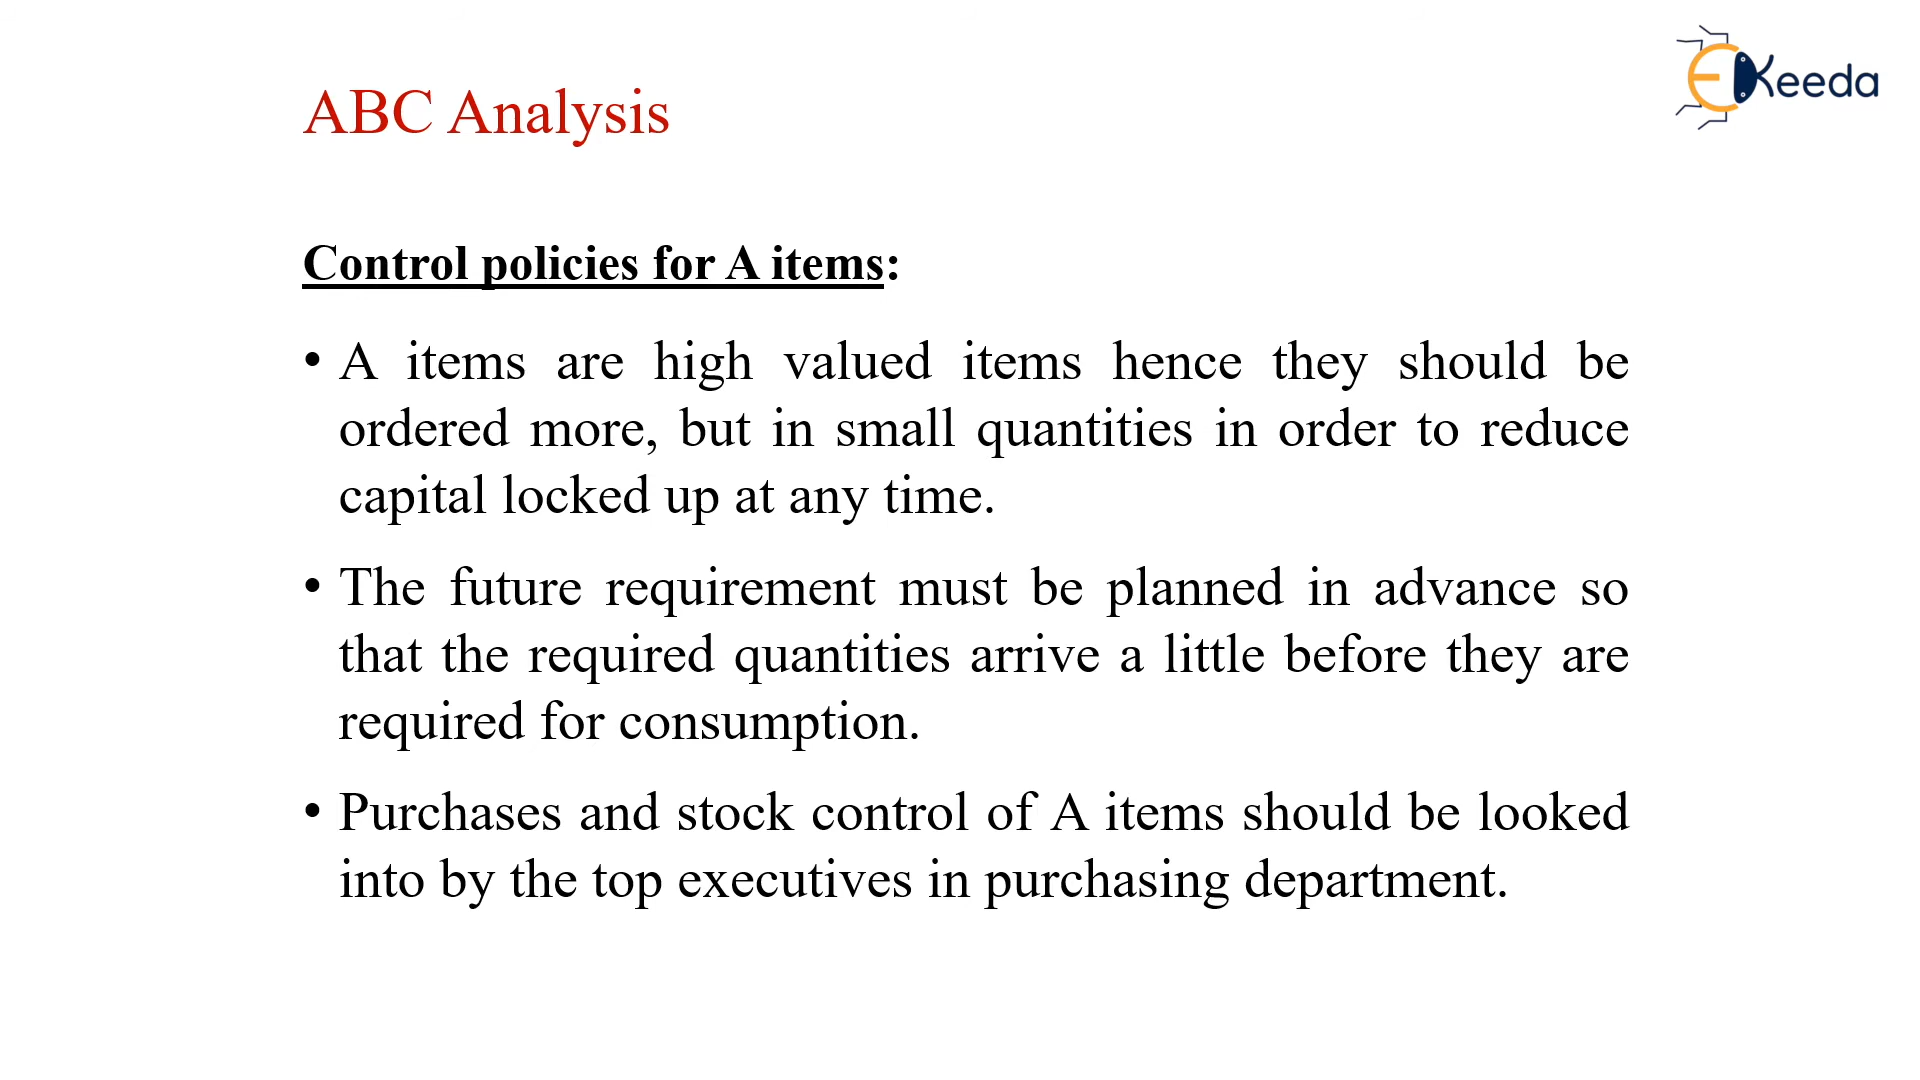 EKeeda
ABC Analysis
Control policies for A items:
• A items are high valued items hence they should be
ordered more, but in small quantities in order to reduce
capital locked up at any time.
• The future requirement must be planned in advance so
that the required quantities arrive a little before they are
required for consumption.
• Purchases and stock control of A items should be looked
into by the top executives in purchasing department.